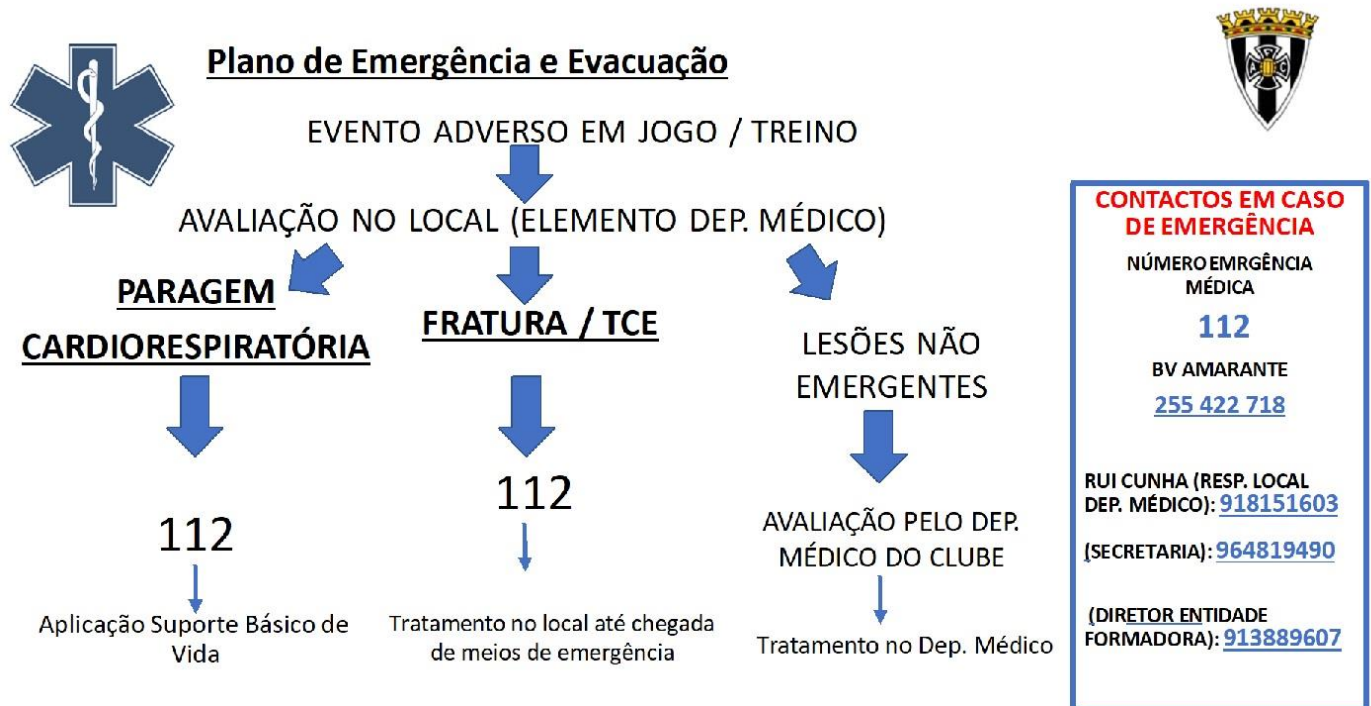 Plano de Emergência e Evacuação
EVENTO ADVERSO EM JOGO / TREINO
AVALIAÇÃO NO LOCAL (ELEMENTO DEP. MÉDICO)
PARAGEM
CARDIORESPIRATÓRIA
112
Aplicação Suporte Básico de
Vida
FRATURA / TCE
112
Tratamento no local até chegada
de meios de emergência
LESÕES NÃO
EMERGENTES
AVALIAÇÃO PELO DEP.
MÉDICO DO CLUBE
Tratamento no Dep. Médico
A C
CONTACTOS EM CASO
DE EMERGÊNCIA
NÚMERO EMRGÊNCIA
MÉDICA
112
BV AMARANTE
255 422 718
RUI CUNHA (RESP. LOCAL
DEP. MÉDICO): 918151603
(SECRETARIA): 964819490
(DIRETOR ENTIDADE
FORMADORA): 913889607